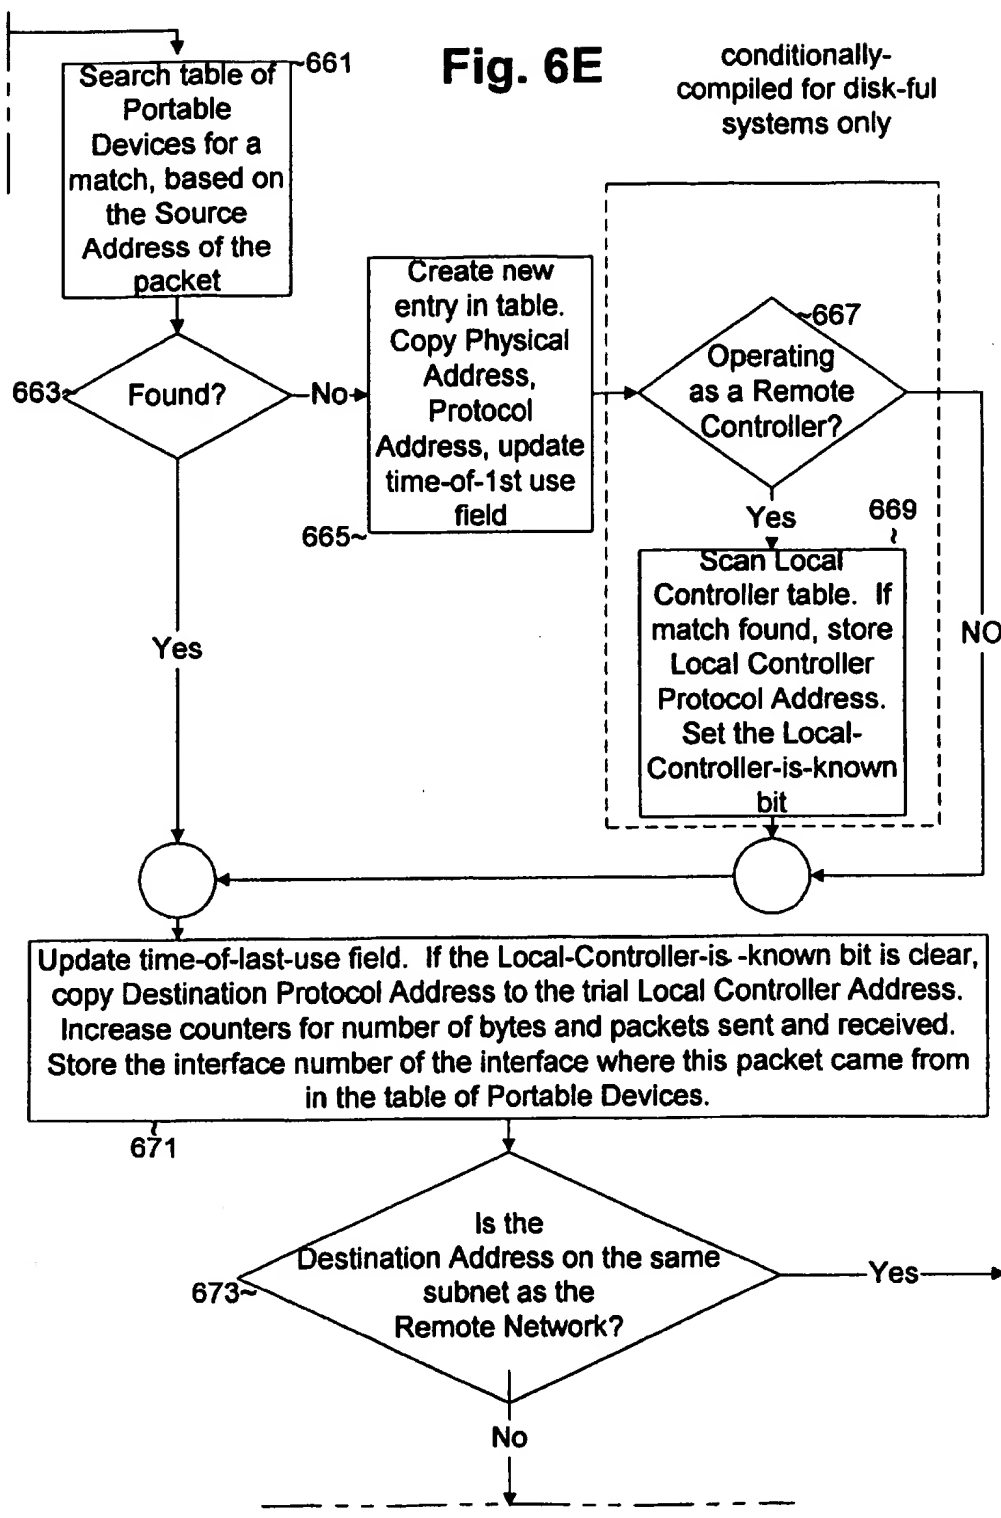 Fig. 6E
conditionally-
compiled for disk-ful
systems only
661
Search table of
Portable
Devices for a
match, based on
the Source
Address of the
packet
663
Found?
No
Create new
entry in table.
Copy Physical
Address,
Protocol
Address, update
time-of-1st use
field
665
667
Operating
as a Remote
Controller?
Yes
669
Scan Local
Controller table. If
match found, store
Local Controller
Protocol Address.
Set the Local-
Controller-is-known
bit
NO
Yes
Update time-of-last-use field. If the Local-Controller-is-known bit is clear,
copy Destination Protocol Address to the trial Local Controller Address.
Increase counters for number of bytes and packets sent and received.
Store the interface number of the interface where this packet came from
in the table of Portable Devices.
671
Is the
Destination Address on the same
subnet as the
Remote Network?
673
Yes
No